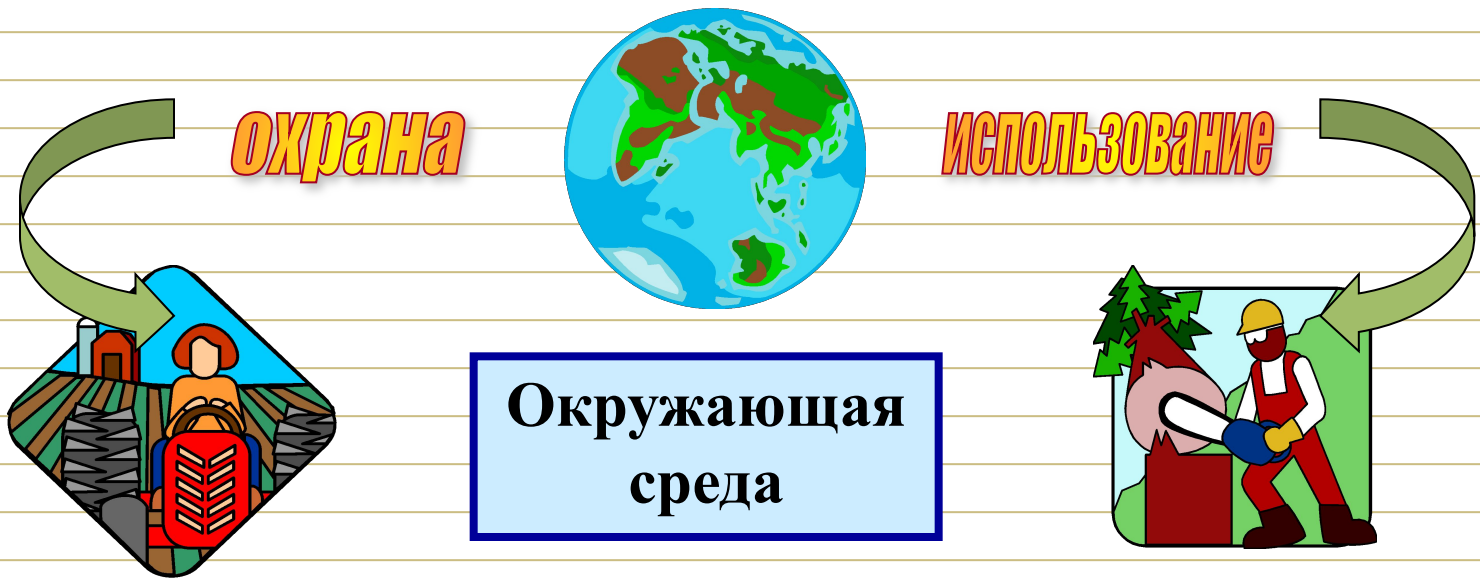 охрана
использование
Окружающая
среда